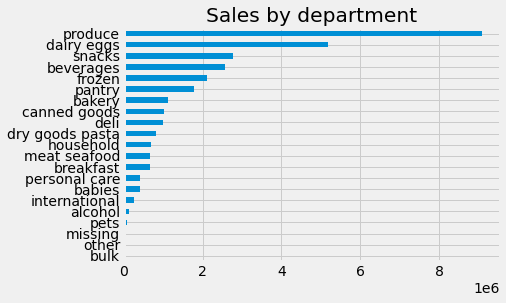 Sales by department
produce
dairy eggs
snacks
beverages
frozen
pantry
bakery
canned goods
deli
dry goods pasta
household
meat seafood
breakfast
personal care
babies
international
alcohol
pets
missing
other
bulk
0 2 4 6 8
1e6